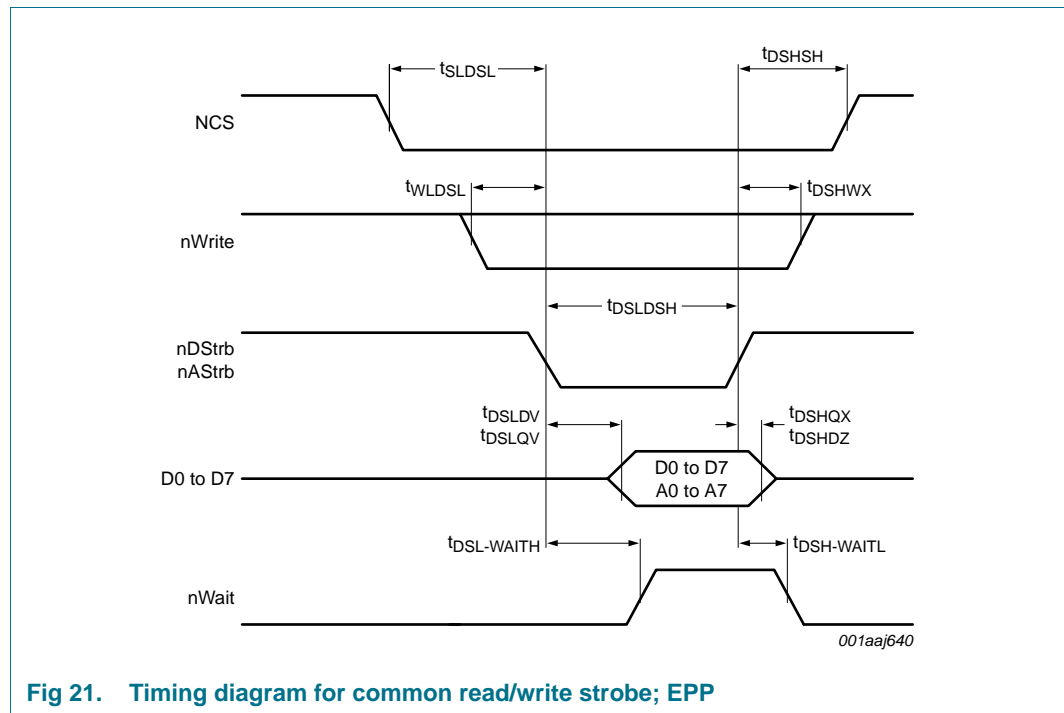 tSLDSL
tDSHSH
NCS
tWLDSL
tDSHWX
nWrite
tDSLDSH
nDStrb
nAStrb
tDSLDV
tDSLQV
tDSHQX
tDSHDZ
D0 to D7
D0 to D7
A0 to A7
tDSL-WAITH
tDSH-WAITL
nWait
001aaj640
Fig 21. Timing diagram for common read/write strobe; EPP